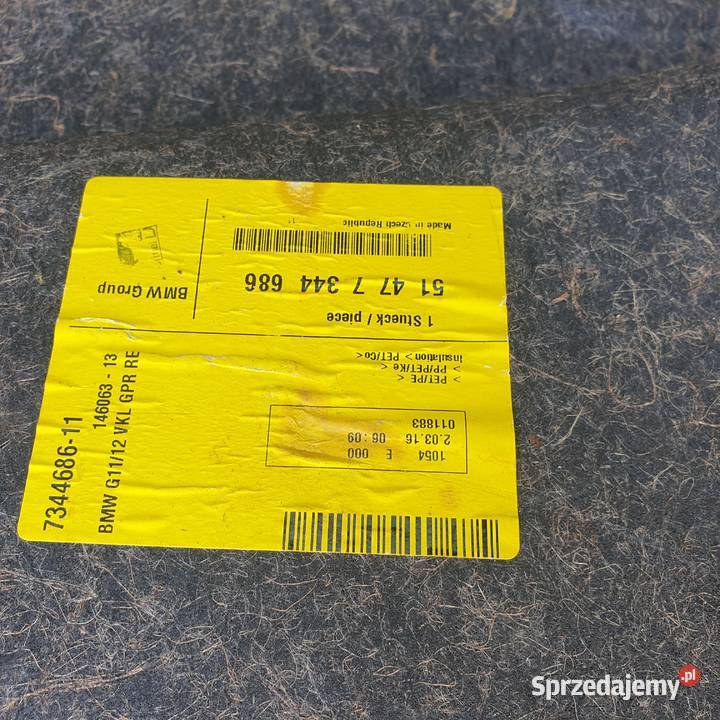 BMW Group
Made in Czech Republic
11
51 47 7 344 686
1 Stueck / piece
> PET/PE <
> PP/PET/Ke <
insulation > PET/Co<
1054 E 000
2.03.16 06:09
011883
7344686-11
146063 - 13
BMW G11/12 VKL GPR RE
Sprzedajemy.pl